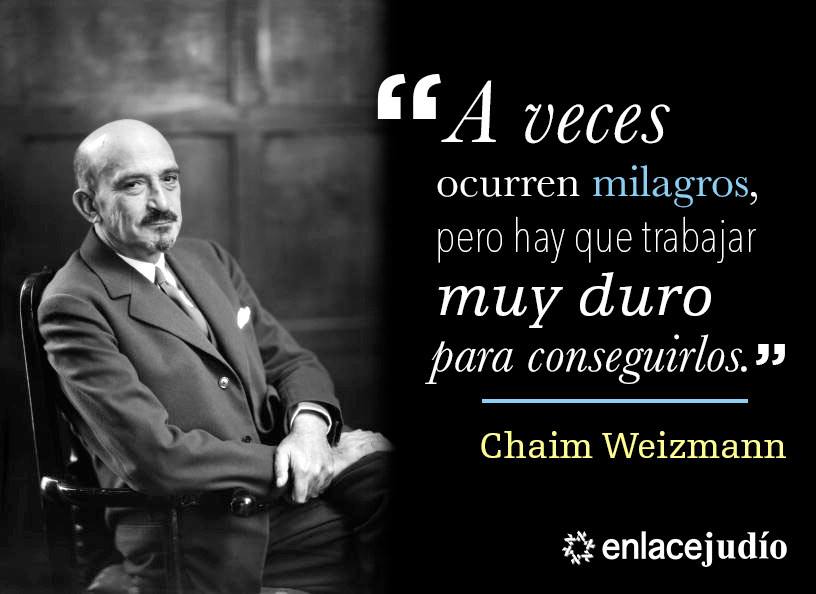 “A veces
ocurren milagros,
pero hay que trabajar
muy duro
para conseguirlos.”
Chaim Weizmann
enlacejudío